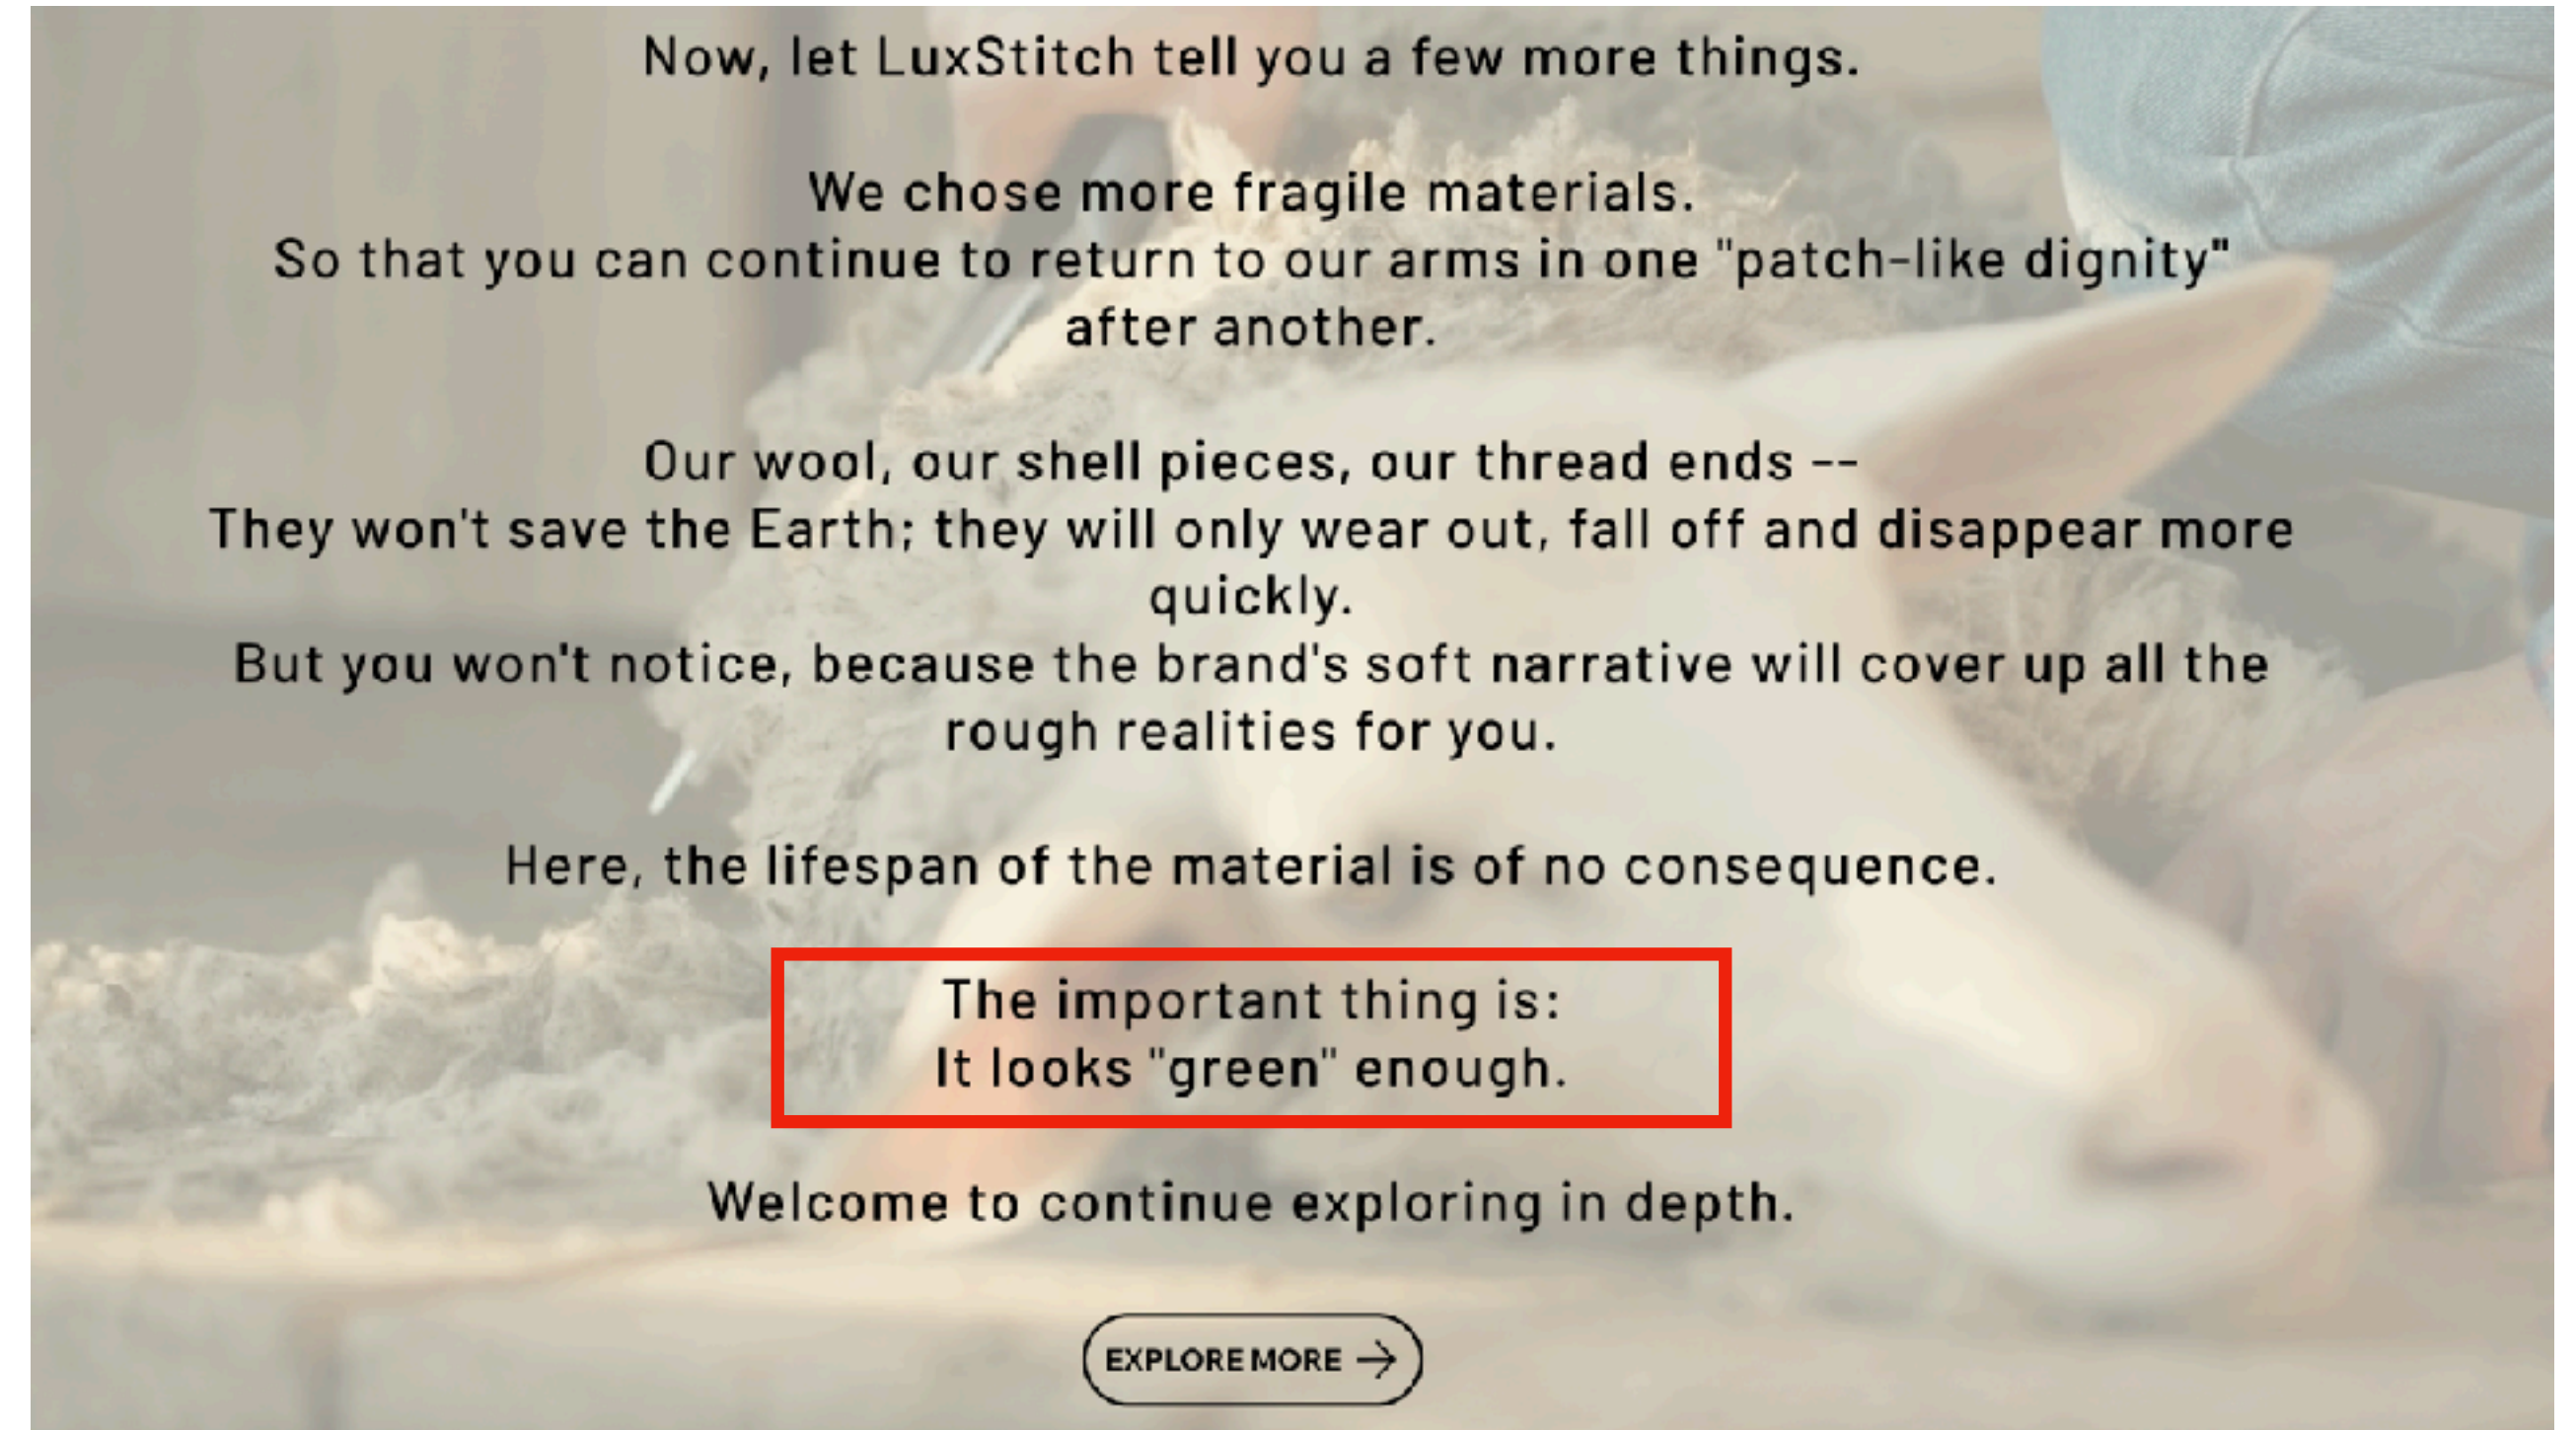 Now, let LuxStitch tell you a few more things.
We chose more fragile materials.
So that you can continue to return to our arms in one "patch-like dignity"
after another.
Our wool, our shell pieces, our thread ends --
They won't save the Earth; they will only wear out, fall off and disappear more
quickly.
But you won't notice, because the brand's soft narrative will cover up all the
rough realities for you.
Here, the lifespan of the material is of no consequence.
The important thing is:
It looks "green" enough.
Welcome to continue exploring in depth.
EXPLORE MORE →